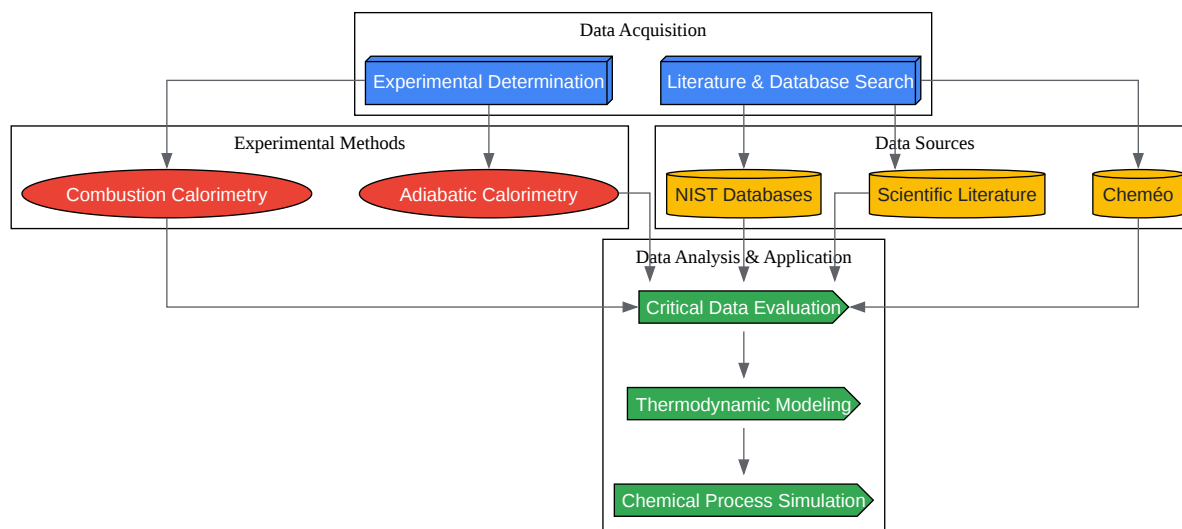 Data Acquisition
Experimental Determination
Literature & Database Search
Experimental Methods
Data Sources
Combustion Calorimetry
Adiabatic Calorimetry
NIST Databases
Scientific Literature
Cheméo
Data Analysis & Application
Critical Data Evaluation
Thermodynamic Modeling
Chemical Process Simulation